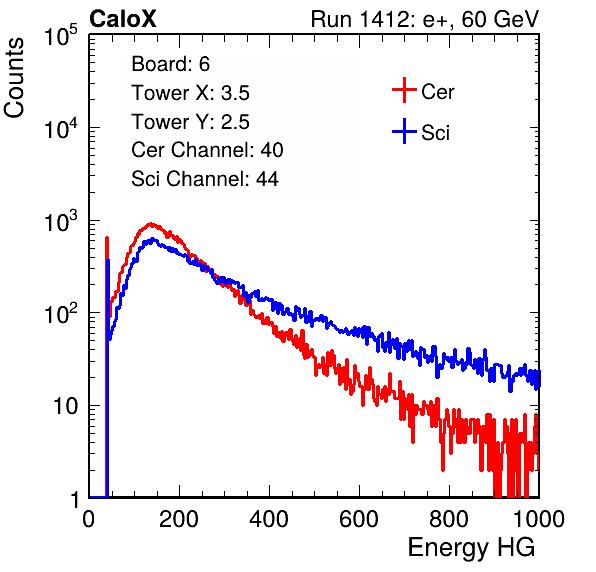 CaloX Run 1412: e+, 60 GeV
Counts
Board: 6
Tower X: 3.5
Tower Y: 2.5
Cer Channel: 40
Sci Channel: 44
Cer
Sci
10^5
10^4
10^3
10^2
10
1
0 200 400 600 800 1000
Energy HG